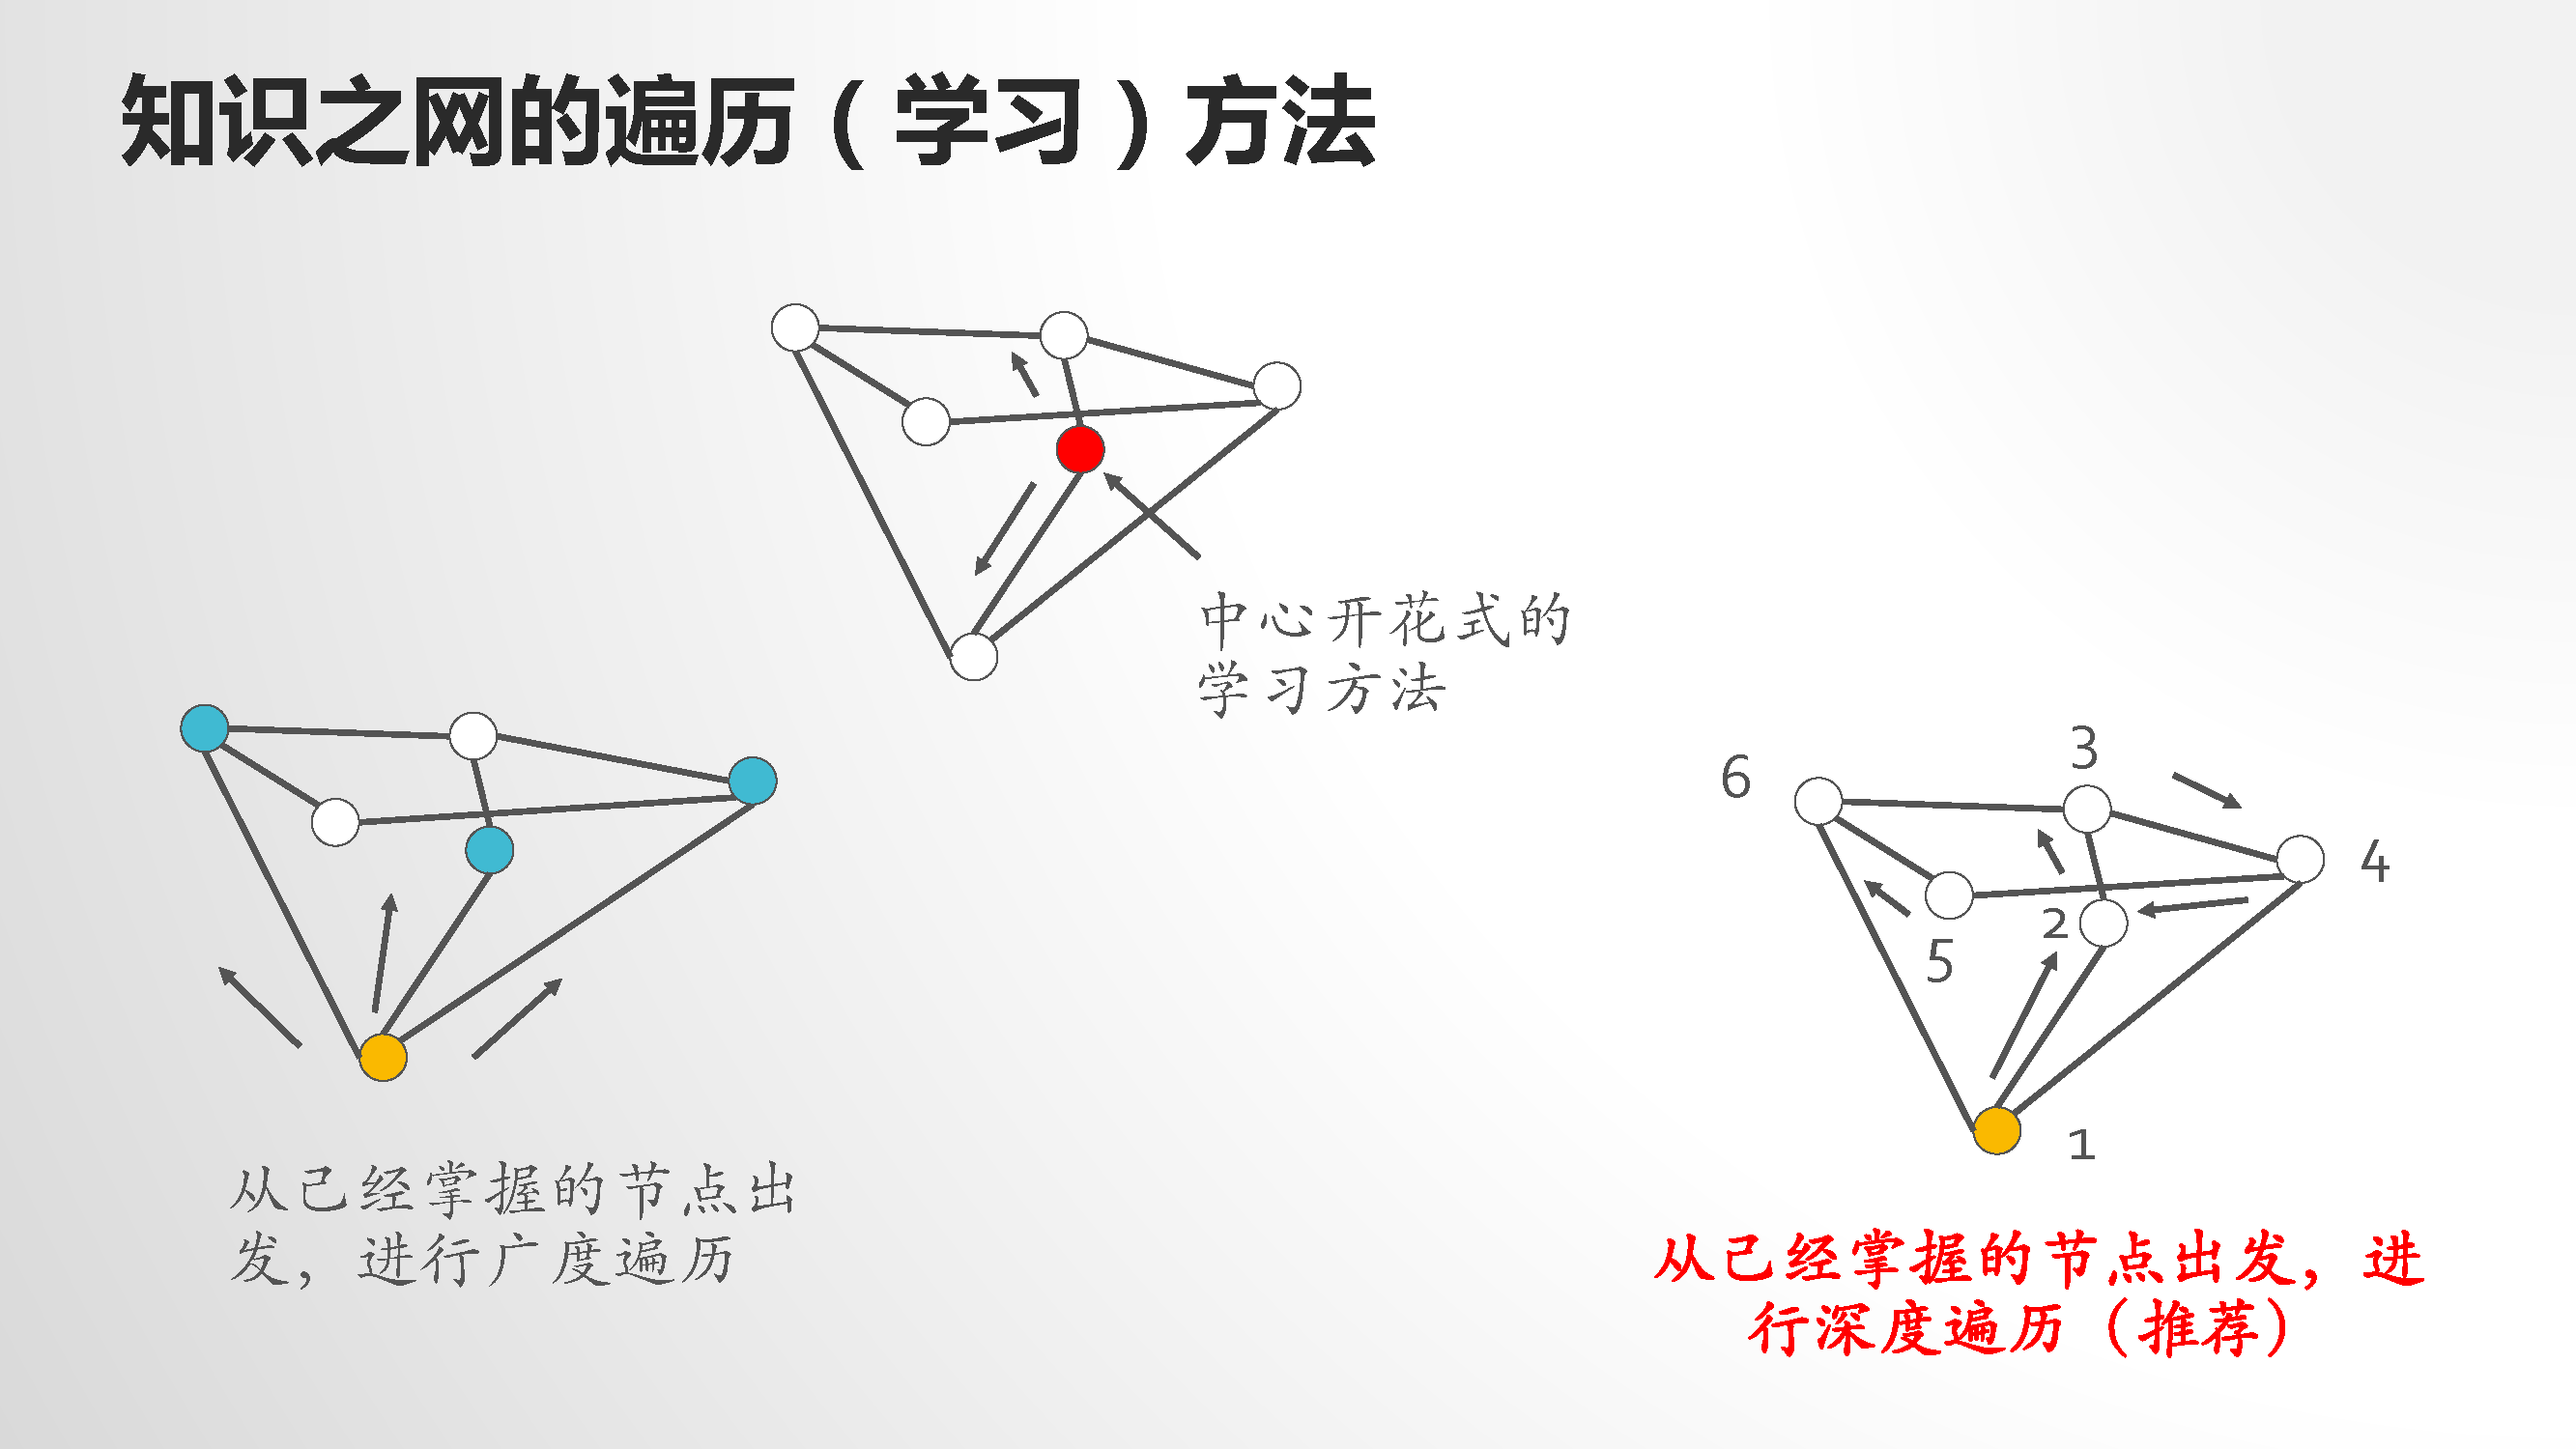 知识之网的遍历（学习）方法
中心开花式的
学习方法
从已经掌握的节点出
发，进行广度遍历
3
6
4
2
5
1
从已经掌握的节点出发，进
行深度遍历（推荐）